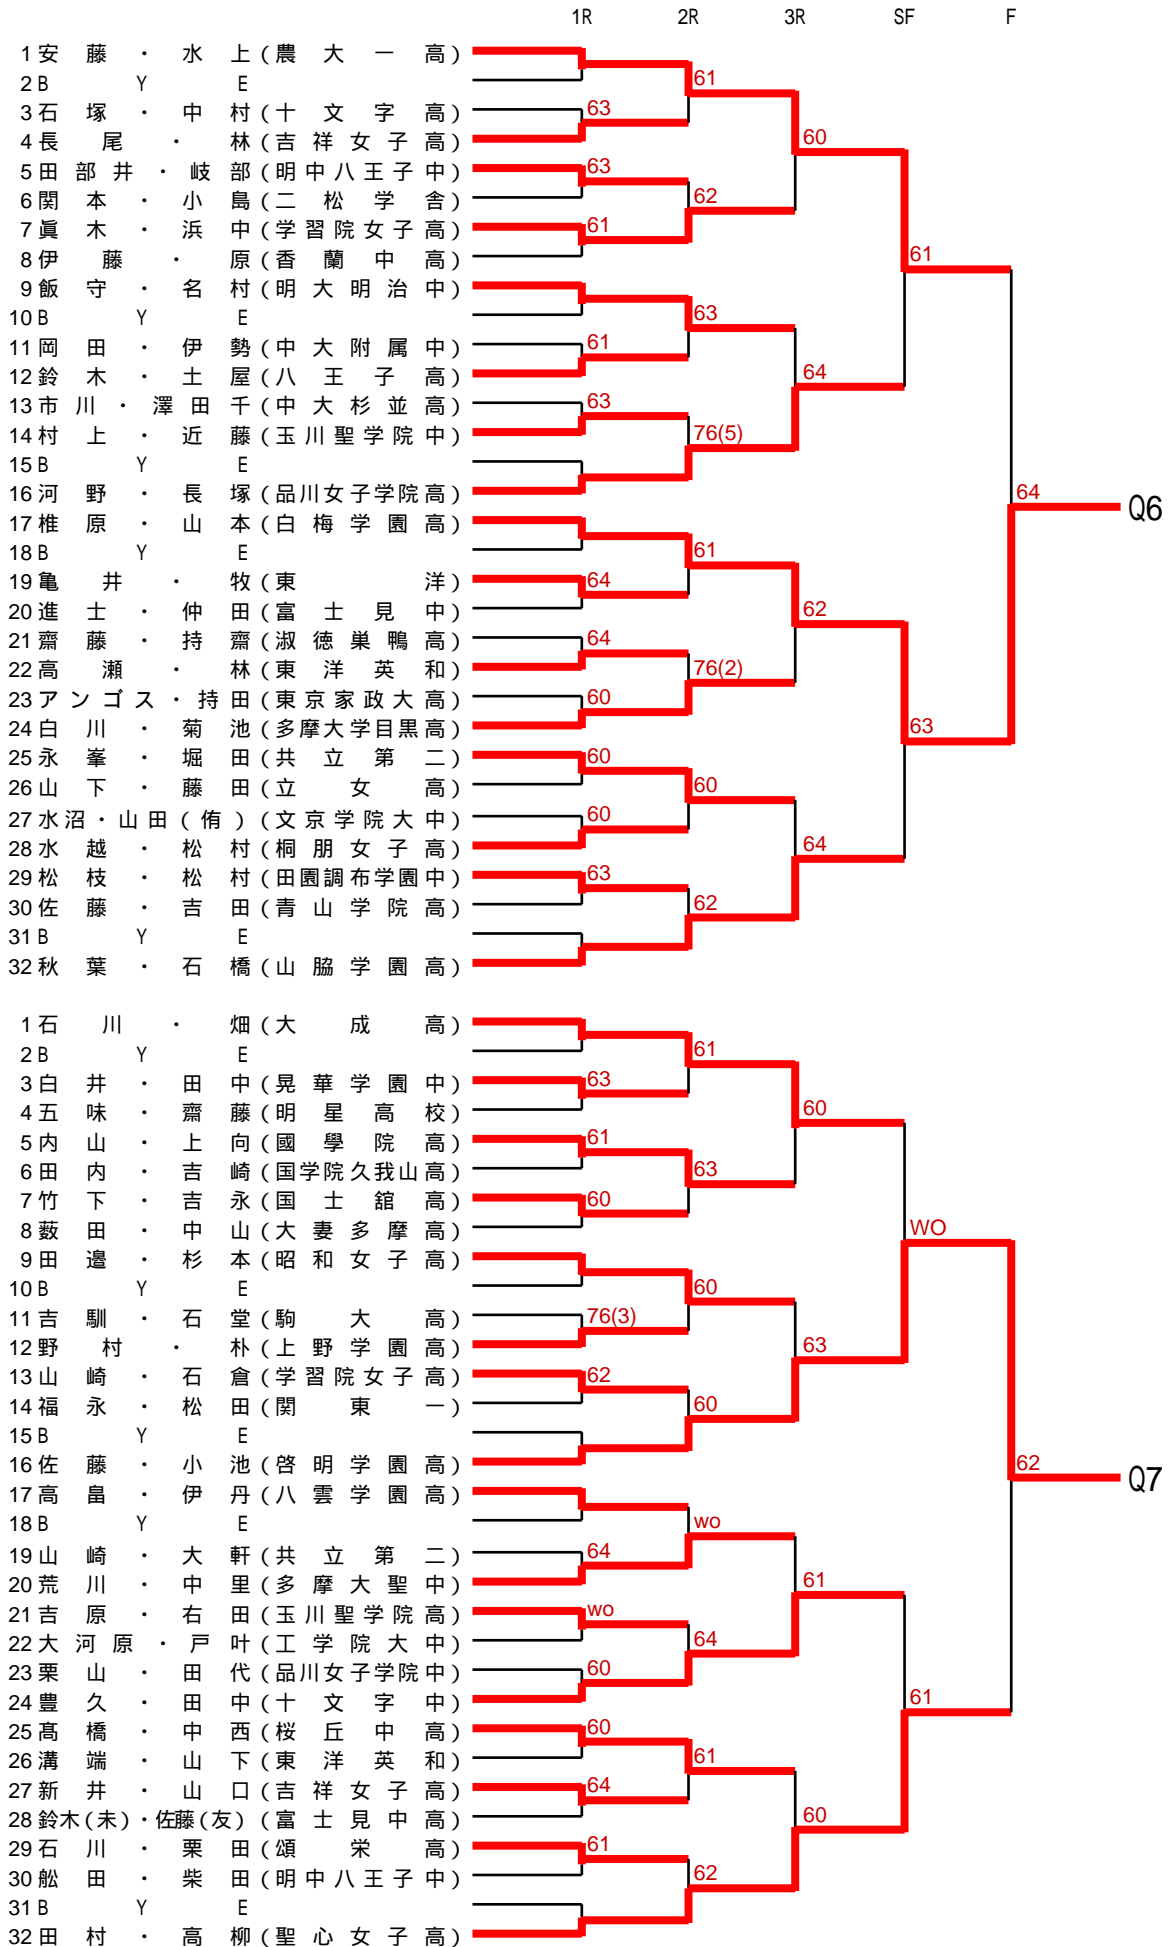 1R 2R 3R SF F
1 安藤・水上(農大一高)
2 BYE
61
3 石塚・中村(十文字高) 63
4 長尾・林(吉祥女子高) 60
5 田部井・岐部(明中八王子中) 63
6 関本・小島(二松学舎) 62
7 眞木・浜中(学習院女子高) 61
8 伊藤・原(香蘭中高) 61
9 飯守・名村(明大明治中)
10 BYE 63
11 岡田・伊勢(中大附属中) 61
12 鈴木・土屋(八王子高) 64
13 市川・澤田千(中大杉並高) 63
14 村上・近藤(玉川聖学院中) 76(5)
15 BYE
16 河野・長塚(品川女子学院高) 64
Q6
17 椎原・山本(白梅学園高)
18 BYE 61
19 亀井・牧(東洋) 64
20 進士・仲田(富士見中) 62
21 齋藤・持齋(淑徳巣鴨高) 64
22 高瀬・林(東洋英和) 76(2)
23 アンゴス・持田(東京家政大高) 60
24 白川・菊池(多摩大学目黒高) 63
25 永峯・堀田(共立第二) 60
26 山下・藤田(立女高) 60
27 水沼・山田(侑)(文京学院大中) 60
28 水越・松村(桐朋女子高) 64
29 松枝・松村(田園調布学園中) 63
30 佐藤・吉田(青山学院高) 62
31 BYE
32 秋葉・石橋(山脇学園高)
1 石川・畑(大成高)
2 BYE 61
3 白井・田中(晃華学園中) 63
4 五味・齋藤(明星高校) 60
5 内山・上向(國學院高) 61
6 田内・吉崎(国学院久我山高) 63
7 竹下・吉永(国士舘高) 60
8 薮田・中山(大妻多摩高) WO
9 田邉・杉本(昭和女子高)
10 BYE 60
11 吉馴・石堂(駒大高) 76(3)
12 野村・朴(上野学園高) 63
13 山崎・石倉(学習院女子高) 62
14 福永・松田(関東一) 60
15 BYE
16 佐藤・小池(啓明学園高) 62
Q7
17 高畠・伊丹(八雲学園高)
18 BYE wo
19 山崎・大軒(共立第二) 64
20 荒川・中里(多摩大聖中) 61
21 吉原・右田(玉川聖学院高) wo
22 大河原・戸叶(工学院大中) 64
23 栗山・田代(品川女子学院中) 60
24 豊久・田中(十文字中) 61
25 髙橋・中西(桜丘中高) 60
26 溝端・山下(東洋英和) 61
27 新井・山口(吉祥女子高) 64
28 鈴木(未)・佐藤(友)(富士見中高) 60
29 石川・栗田(頌栄高) 61
30 舩田・柴田(明中八王子中) 62
31 BYE
32 田村・高柳(聖心女子高)